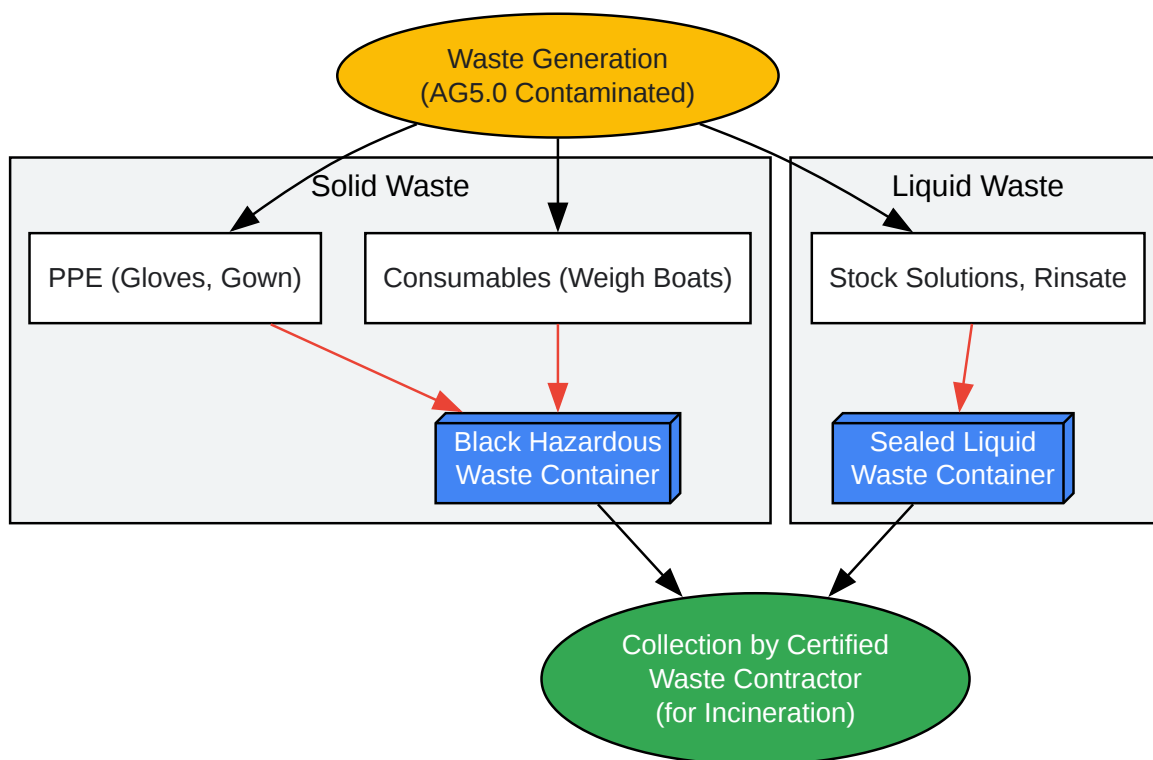 Waste Generation
(AG5.0 Contaminated)
Solid Waste
Liquid Waste
PPE (Gloves, Gown)
Consumables (Weigh Boats)
Stock Solutions, Rinsate
Black Hazardous
Waste Container
Sealed Liquid
Waste Container
Collection by Certified
Waste Contractor
(for Incineration)